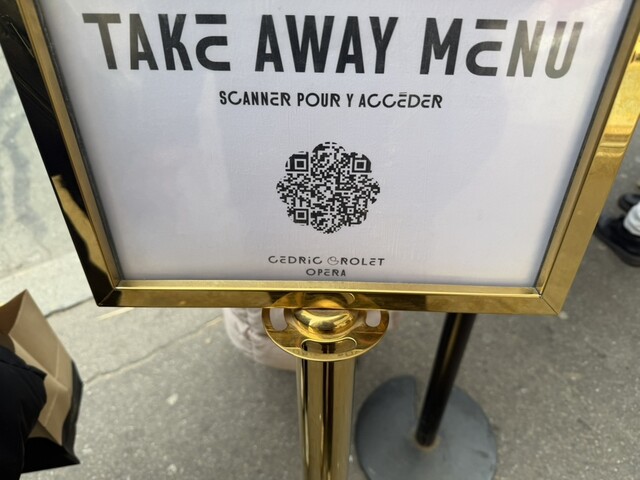 TAKE AWAY MENU
SCANNER POUR Y ACCÉDER
CEDRIC GROLET
OPERA